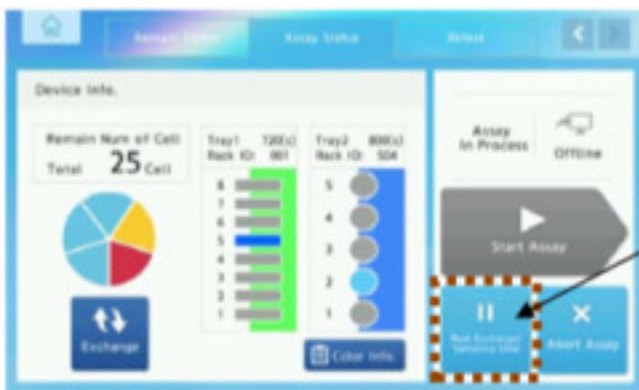 Assay Status
Retest
Device Info.
Remain Num of Cell
Total 25 Cell
Tray1 120(s)
Rack ID: 001
Tray2 800(s)
Rack ID: 504
8
7
6
5
4
3
2
1
5
4
3
2
1
Exchange
Color Info.
Assay
In Process
Offline
Start Assay
Abort Assay